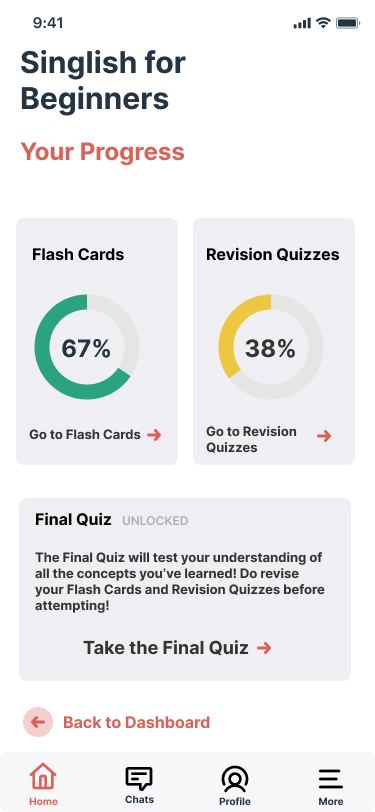 9:41
Singlish for
Beginners
Your Progress
Flash Cards
67%
Go to Flash Cards
Revision Quizzes
38%
Go to Revision
Quizzes
Final Quiz UNLOCKED
The Final Quiz will test your understanding of
all the concepts you’ve learned! Do revise
your Flash Cards and Revision Quizzes before
attempting!
Take the Final Quiz
Back to Dashboard
Home
Chats
Profile
More